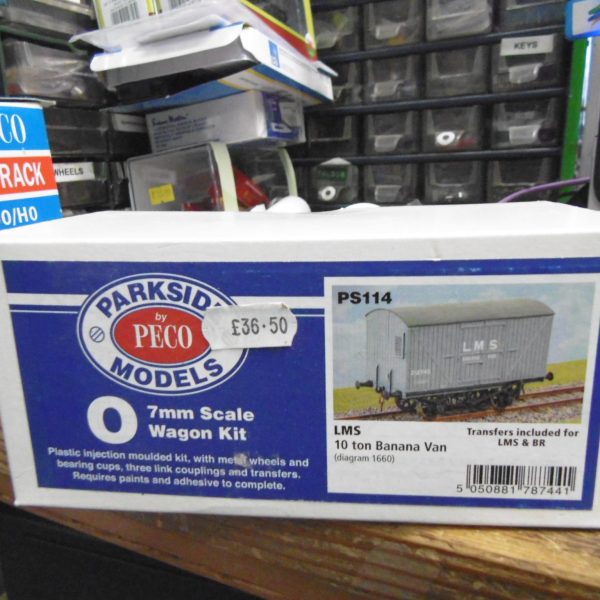 KEYS
CO
RACK
O/HO
WHEELS
PARKSIDE
by
PECO
MODELS
£36·50
O 7mm Scale
Wagon Kit
Plastic injection moulded kit, with metal wheels and
bearing cups, three link couplings and transfers.
Requires paints and adhesive to complete.
PS114
LMS
LMS
10 ton Banana Van
(diagram 1660)
Transfers included for
LMS & BR
5 050881 787441